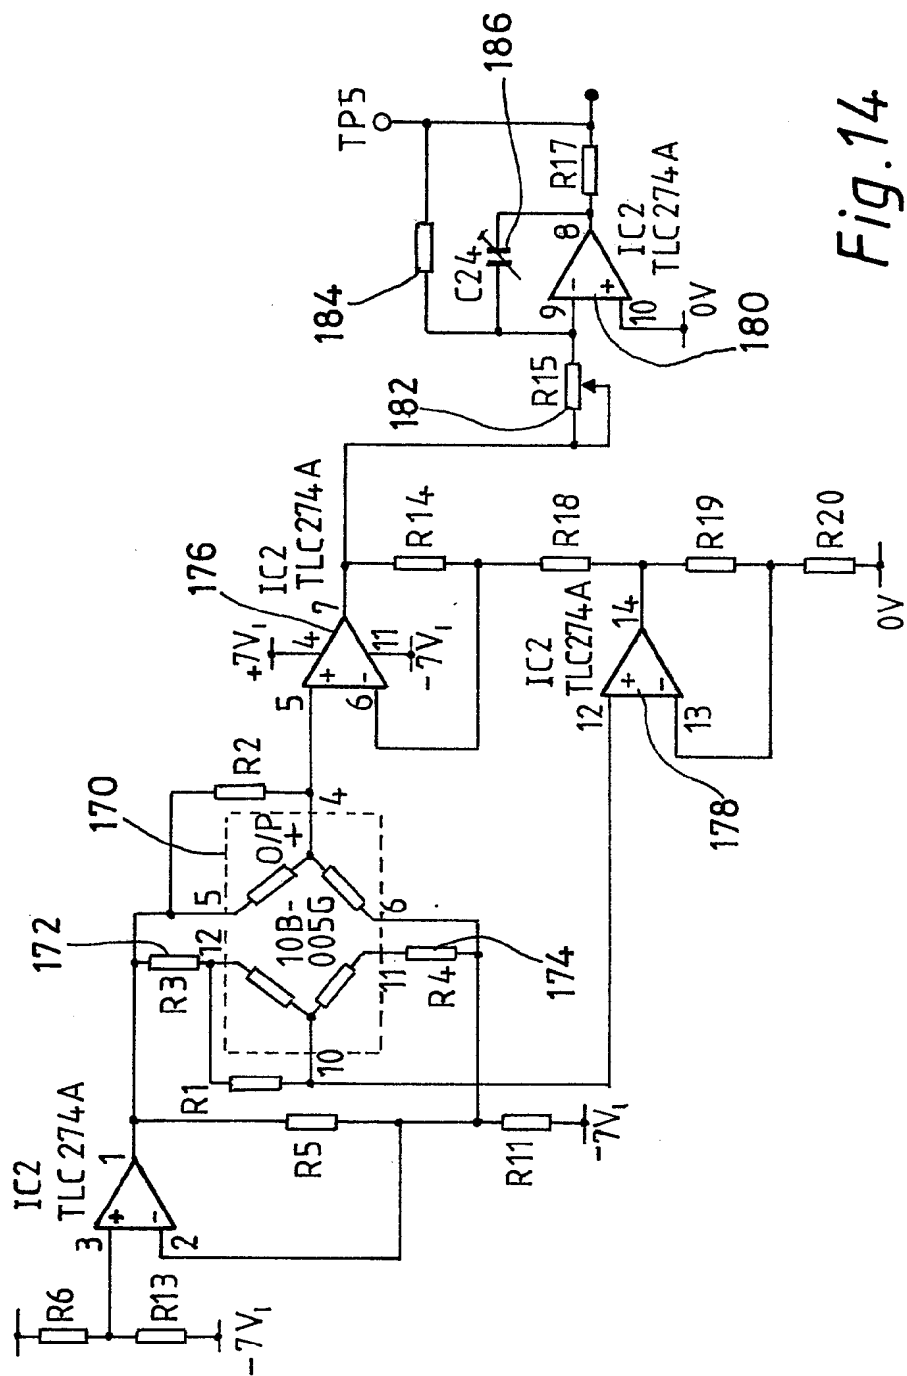 IC2
TLC274A
3
2
1
R6
R13
-7V1
R5
R11
-7V1
R1
R3
172
170
R2
5
12
10
11
6
4
O/P
+
10B-
005G
R4
174
176
IC2
TLC274A
+7V1
4
5
6
7
11
-7V1
+
-
R14
R18
R19
R20
0V
IC2
TLC274A
12
13
14
+
-
178
182
R15
184
C24
186
9
10
8
-
+
IC2
TLC274A
180
0V
R17
TP5
Fig.14